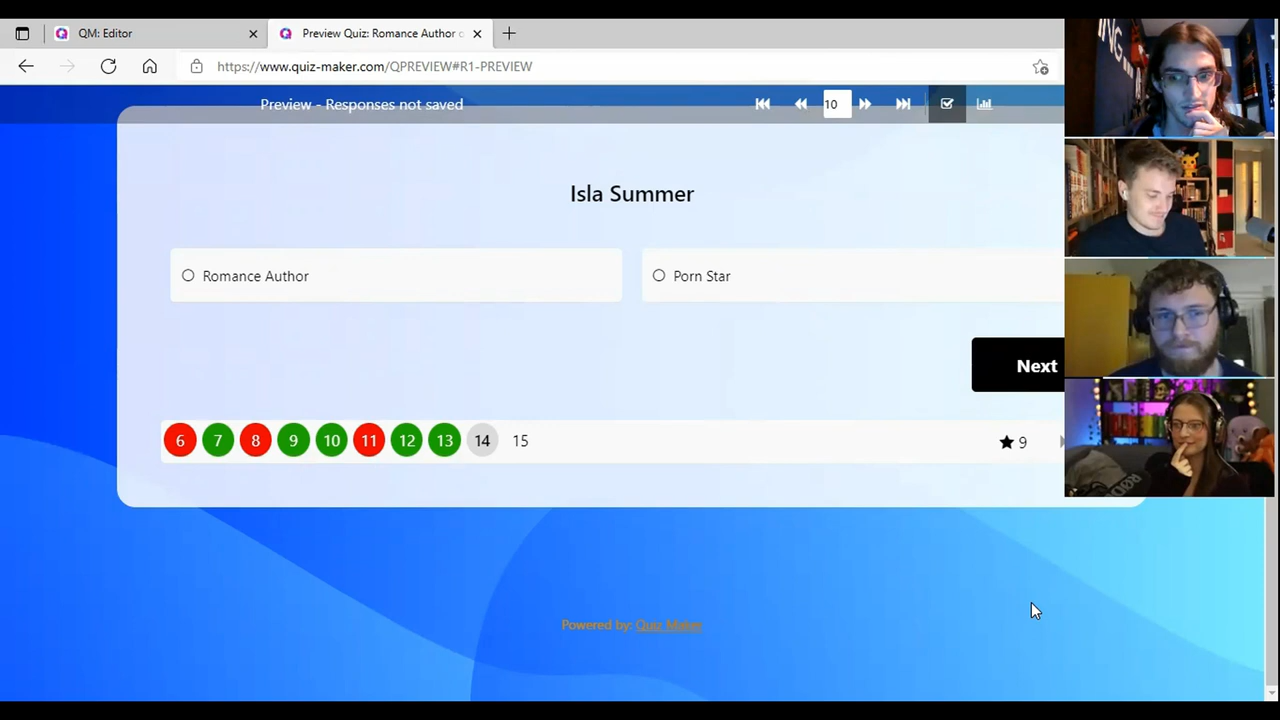 QM: Editor
Preview Quiz: Romance Author
https://www.quiz-maker.com/QPREVIEW#R1-PREVIEW
Preview - Responses not saved
10
Isla Summer
Romance Author
Porn Star
Next
6 7 8 9 10 11 12 13 14 15
9
Powered by: Quiz Maker